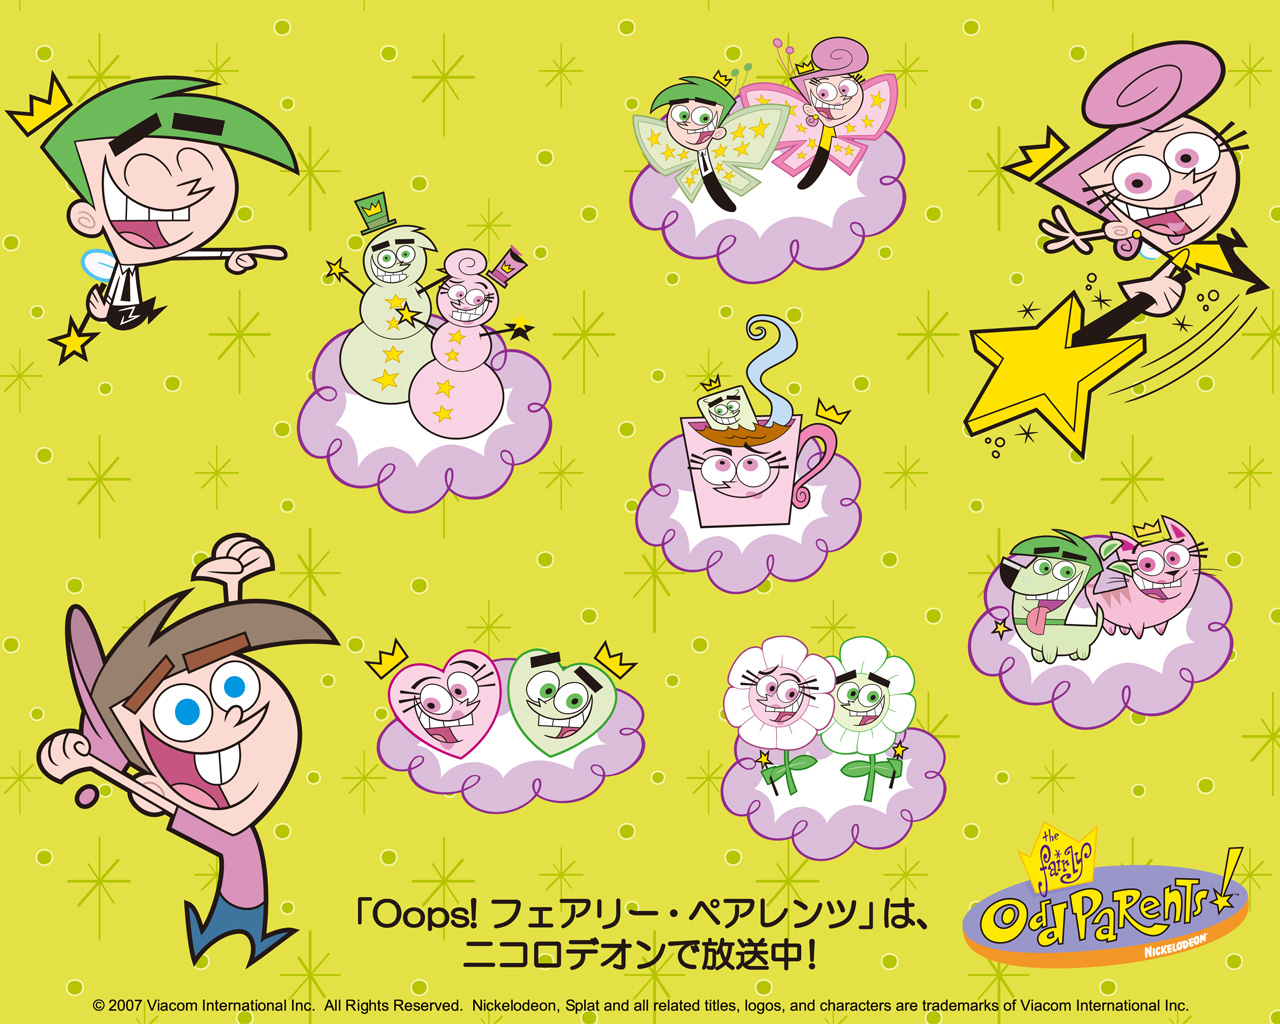 「Oops! フェアリー・ペアレンツ」は、
ニコロデオンで放送中!
the
fairly
Odd Parents!
NICKELODEON
© 2007 Viacom International Inc.  All Rights Reserved.  Nickelodeon, Splat and all related titles, logos, and characters are trademarks of Viacom International Inc.